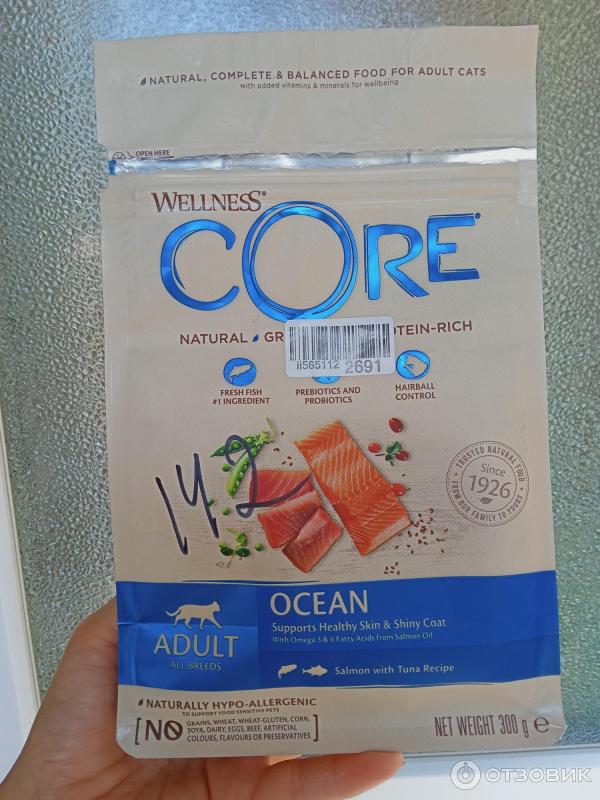 NATURAL, COMPLETE & BALANCED FOOD FOR ADULT CATS
with added vitamins & minerals for wellbeing
OPEN HERE
WELLNESS®
CORE®
NATURAL GR OTEIN-RICH
II565112 2691
FRESH FISH
#1 INGREDIENT
PREBIOTICS AND
PROBIOTICS
HAIRBALL
CONTROL
142
TRUSTED NATURAL FOOD
Since
1926
FROM OUR FAMILY TO YOURS
OCEAN
Supports Healthy Skin & Shiny Coat
With Omega 3 & 6 Fatty Acids from Salmon Oil
ADULT
ALL BREEDS
Salmon with Tuna Recipe
NATURALLY HYPO-ALLERGENIC
TO SUPPORT FOOD SENSITIVE PETS
[NO GRAINS, WHEAT, WHEAT-GLUTEN, CORN,
SOYA, DAIRY, EGGS, BEEF, ARTIFICIAL
COLOURS, FLAVOURS OR PRESERVATIVES]
NET WEIGHT 300 g e
ОТЗОВИК